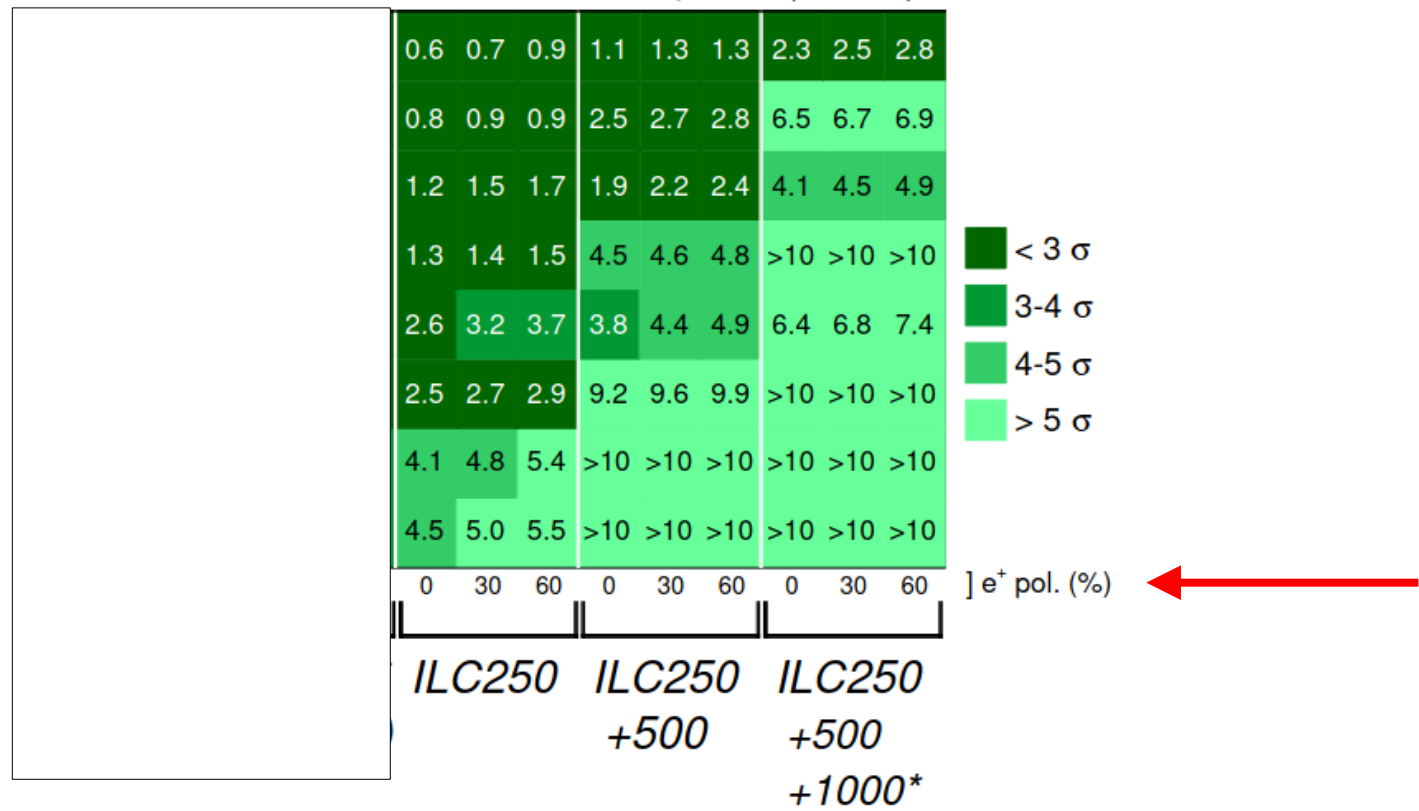 0.6 0.7 0.9 1.1 1.3 1.3 2.3 2.5 2.8
0.8 0.9 0.9 2.5 2.7 2.8 6.5 6.7 6.9
1.2 1.5 1.7 1.9 2.2 2.4 4.1 4.5 4.9
1.3 1.4 1.5 4.5 4.6 4.8 >10 >10 >10
2.6 3.2 3.7 3.8 4.4 4.9 6.4 6.8 7.4
2.5 2.7 2.9 9.2 9.6 9.9 >10 >10 >10
4.1 4.8 5.4 >10 >10 >10 >10 >10 >10
4.5 5.0 5.5 >10 >10 >10 >10 >10 >10
0 30 60 0 30 60 0 30 60 ] e⁺ pol. (%)
< 3 σ
3-4 σ
4-5 σ
> 5 σ
ILC250
ILC250
+500
ILC250
+500
+1000*